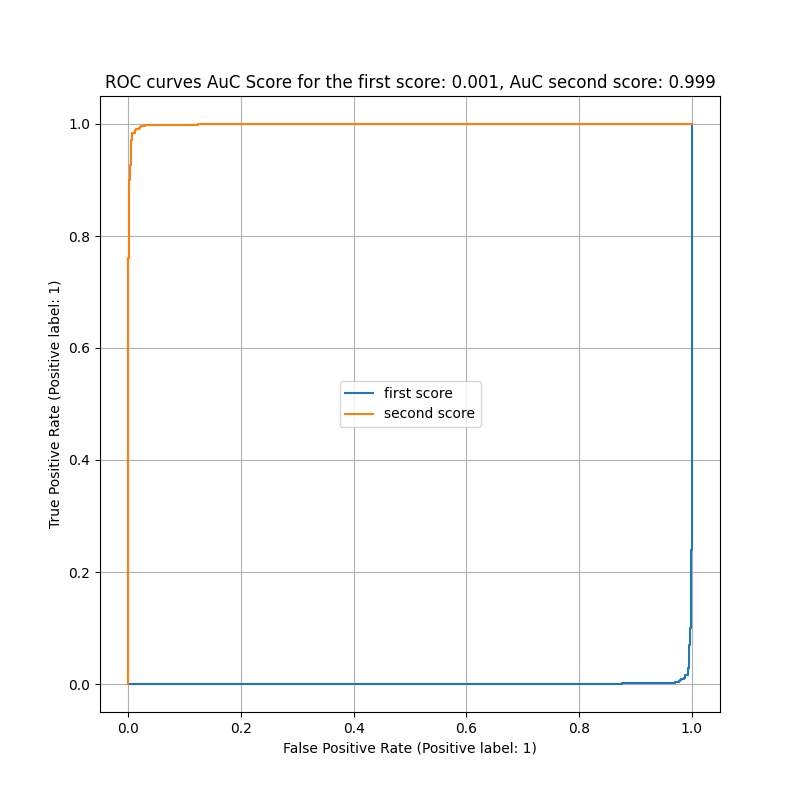 ROC curves AuC Score for the first score: 0.001, AuC second score: 0.999
1.0
0.8
0.6
0.4
0.2
0.0
True Positive Rate (Positive label: 1)
first score
second score
0.0 0.2 0.4 0.6 0.8 1.0
False Positive Rate (Positive label: 1)